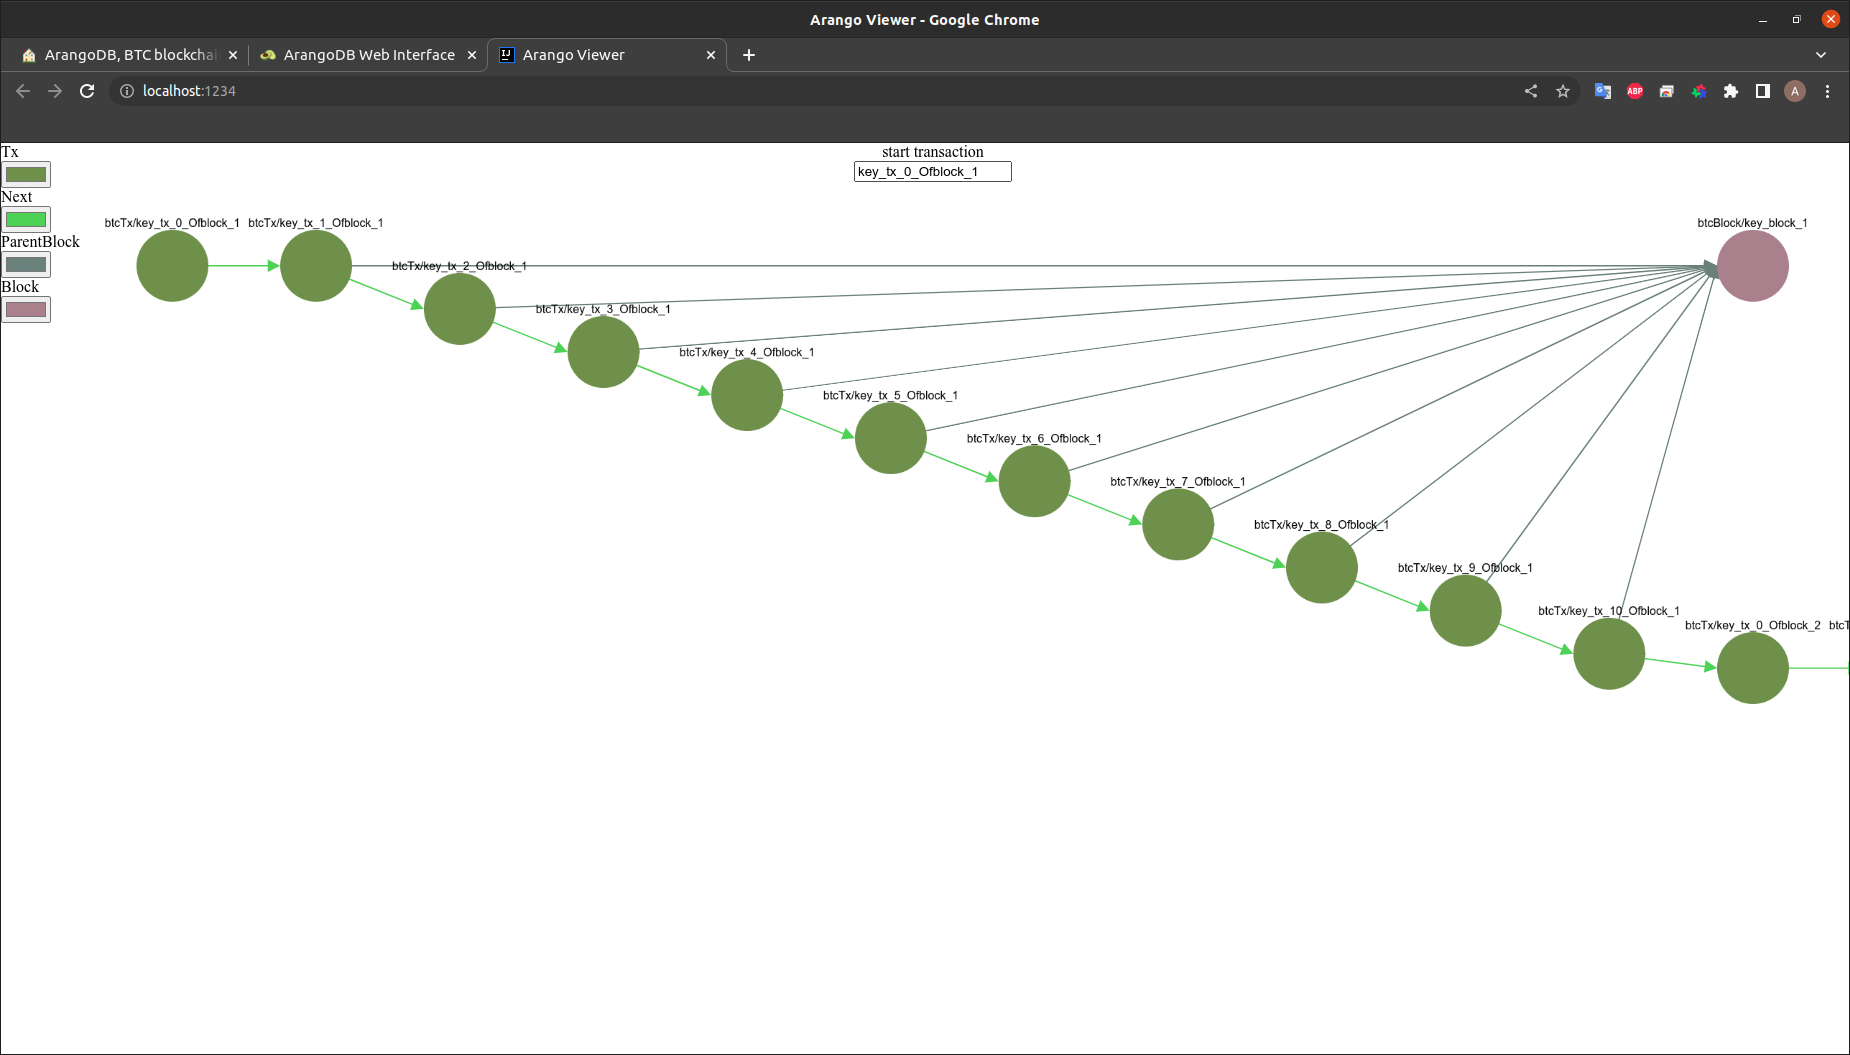 Arango Viewer - Google Chrome
ArangoDB, BTC blockchai
ArangoDB Web Interface
Arango Viewer
localhost:1234
ABP
A
Tx
start transaction
key_tx_0_Ofblock_1
Next
ParentBlock
Block
btcTx/key_tx_0_Ofblock_1
btcTx/key_tx_1_Ofblock_1
btcBlock/key_block_1
btcTx/key_tx_2_Ofblock_1
btcTx/key_tx_3_Ofblock_1
btcTx/key_tx_4_Ofblock_1
btcTx/key_tx_5_Ofblock_1
btcTx/key_tx_6_Ofblock_1
btcTx/key_tx_7_Ofblock_1
btcTx/key_tx_8_Ofblock_1
btcTx/key_tx_9_Ofblock_1
btcTx/key_tx_10_Ofblock_1
btcTx/key_tx_0_Ofblock_2
btcT